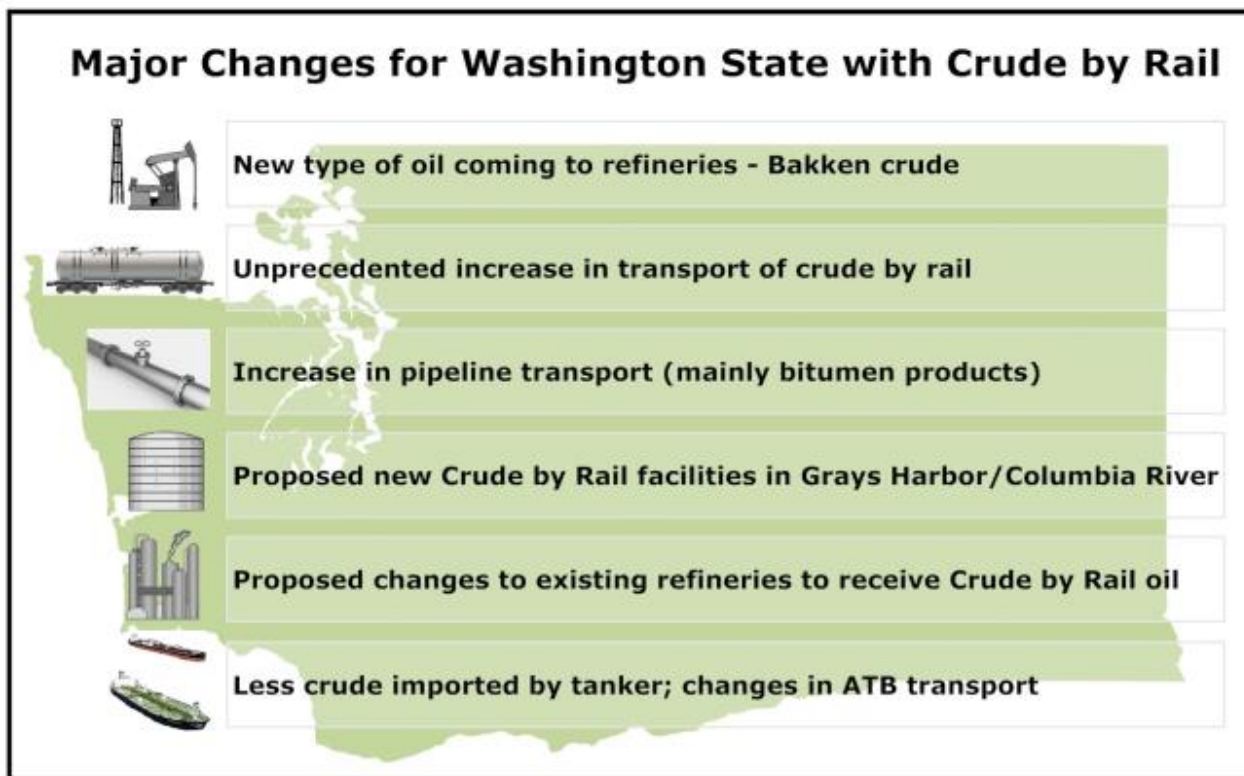 Major Changes for Washington State with Crude by Rail
New type of oil coming to refineries - Bakken crude
Unprecedented increase in transport of crude by rail
Increase in pipeline transport (mainly bitumen products)
Proposed new Crude by Rail facilities in Grays Harbor/Columbia River
Proposed changes to existing refineries to receive Crude by Rail oil
Less crude imported by tanker; changes in ATB transport